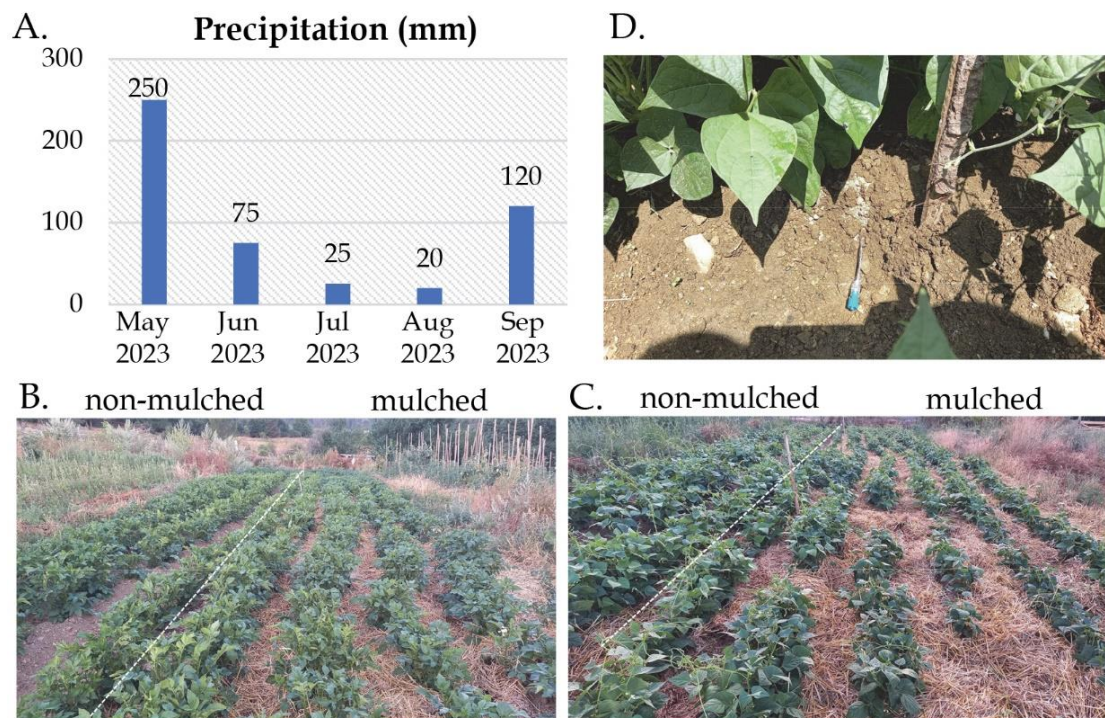 A.
Precipitation (mm)
300
200
100
0
250
75
25
20
120
May
2023
Jun
2023
Jul
2023
Aug
2023
Sep
2023
D.
B.
non-mulched
mulched
C.
non-mulched
mulched